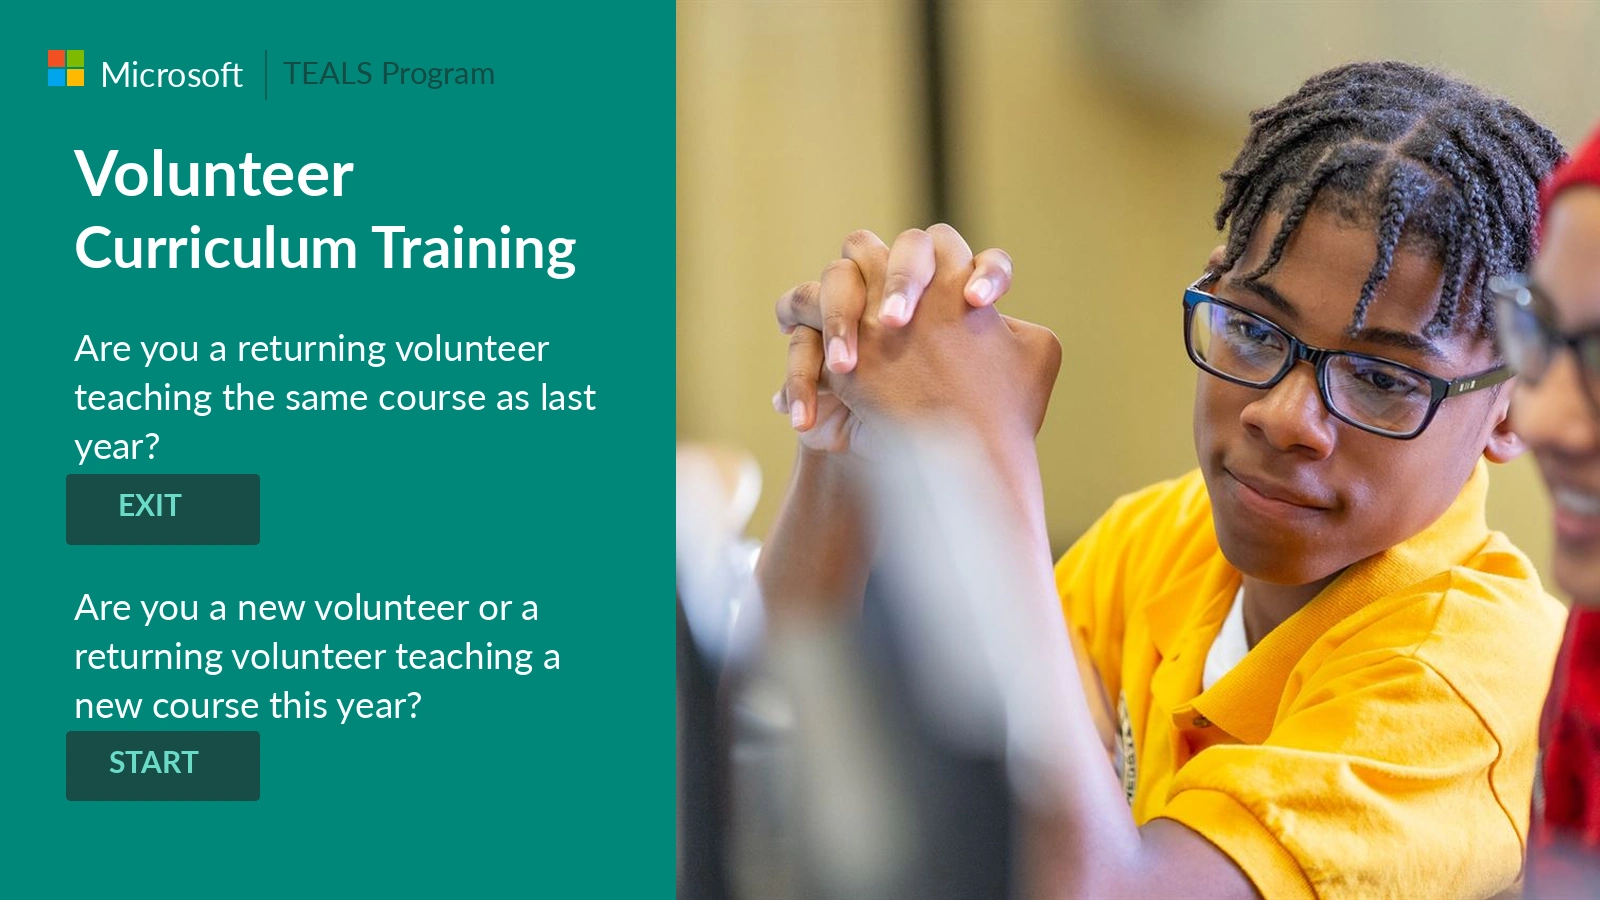 Microsoft
TEALS Program
Volunteer
Curriculum Training
Are you a returning volunteer
teaching the same course as last
year?
EXIT
Are you a new volunteer or a
returning volunteer teaching a
new course this year?
START